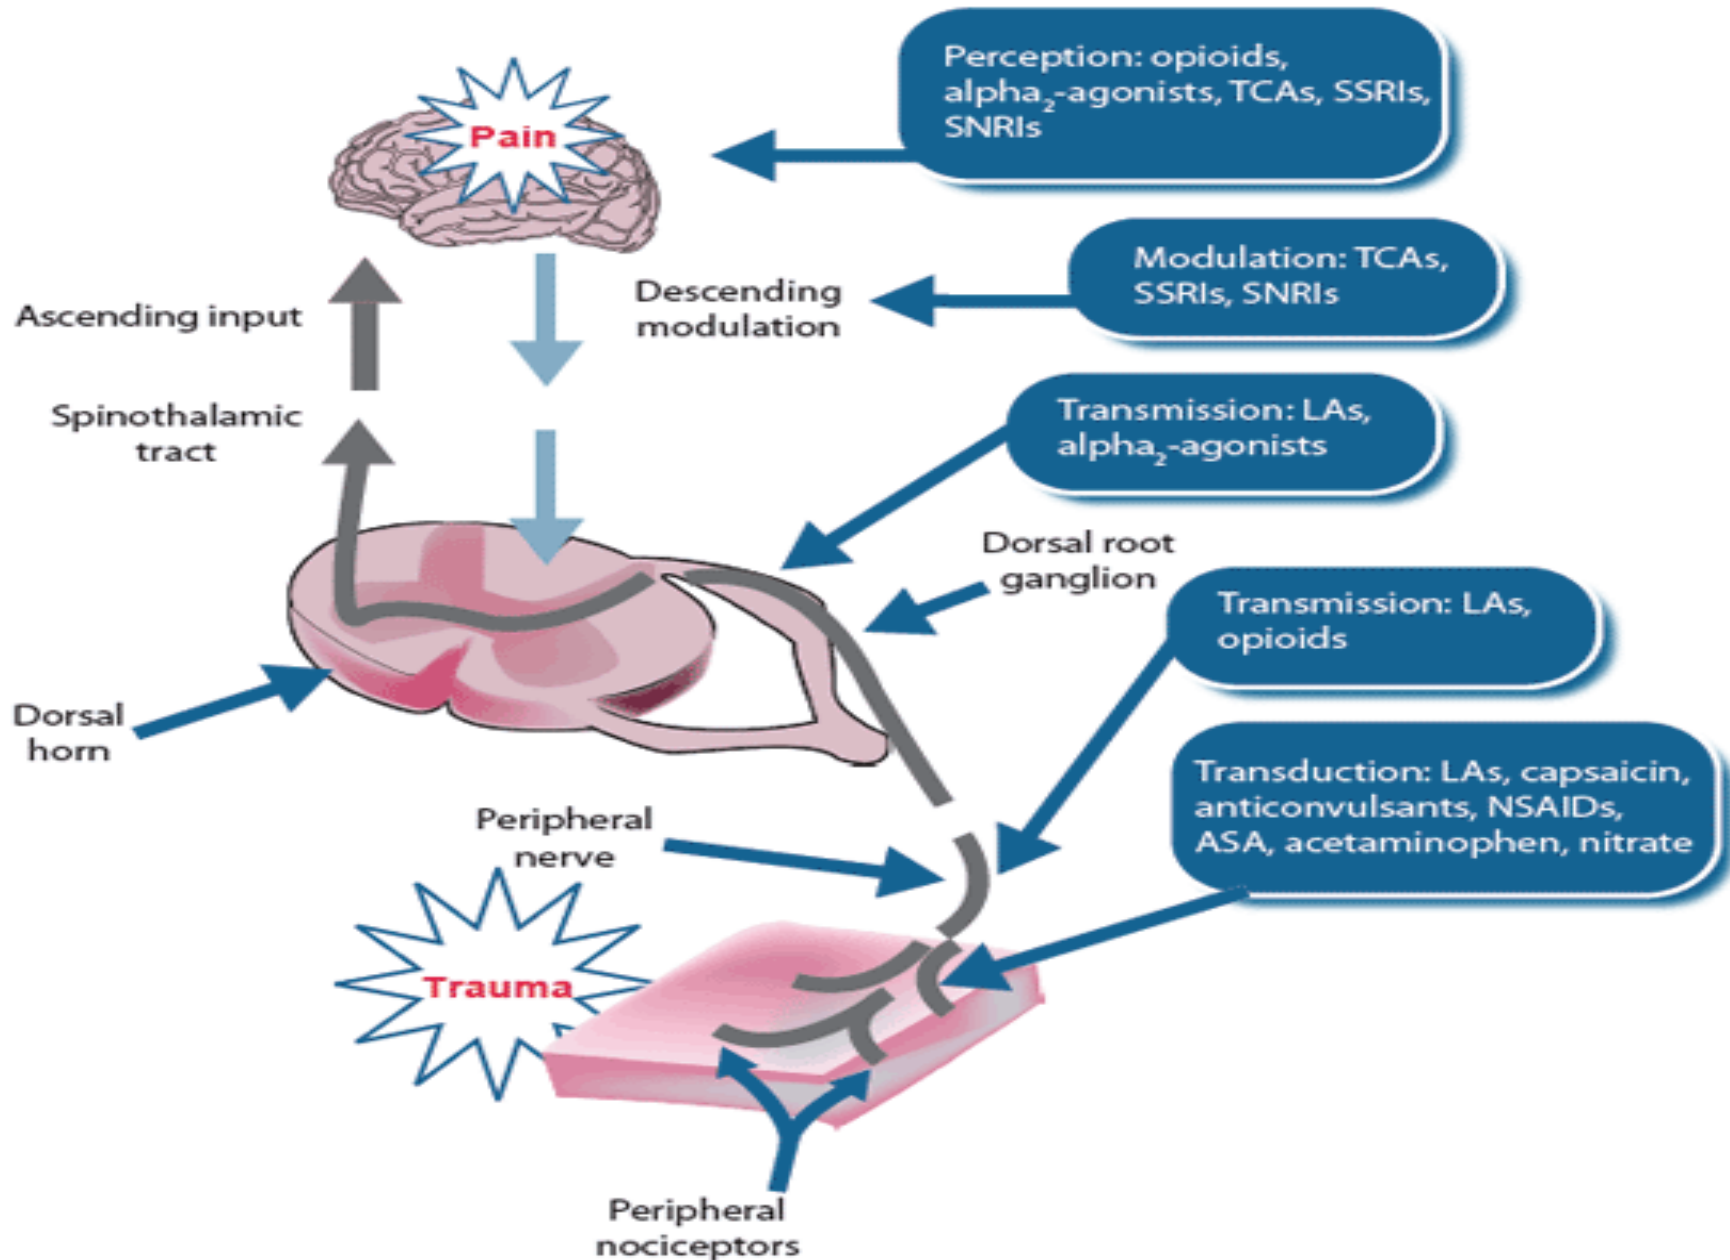 Perception: opioids,
alpha₂-agonists, TCAs, SSRIs,
SNRIs
Pain
Modulation: TCAs,
SSRIs, SNRIs
Descending
modulation
Ascending input
Transmission: LAs,
alpha₂-agonists
Spinothalamic
tract
Dorsal root
ganglion
Transmission: LAs,
opioids
Dorsal
horn
Transduction: LAs, capsaicin,
anticonvulsants, NSAIDs,
ASA, acetaminophen, nitrate
Peripheral
nerve
Trauma
Peripheral
nociceptors